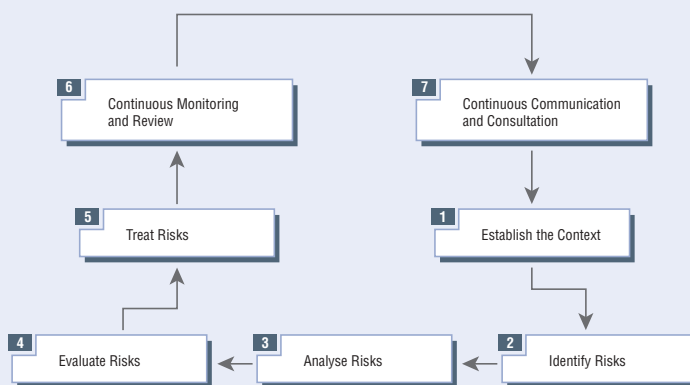 6
Continuous Monitoring
and Review
7
Continuous Communication
and Consultation
5
Treat Risks
1
Establish the Context
4
Evaluate Risks
3
Analyse Risks
2
Identify Risks